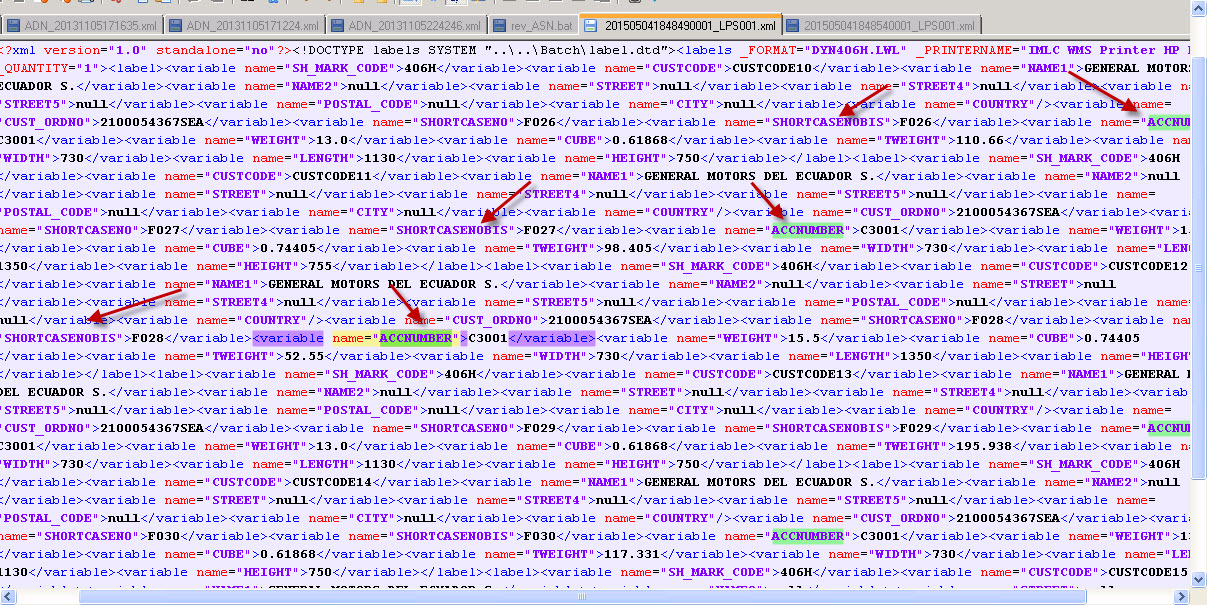 ADN_20131105171635.xml ADN_20131105171224.xml ADN_20131105224246.xml rev_ASN.bat 201505041848490001_LPS001.xml 201505041848540001_LPS001.xml
<?xml version="1.0" standalone="no"?><!DOCTYPE labels SYSTEM "..\..\Batch\label.dtd"><labels _FORMAT="DYN406H.LWL" _PRINTERNAME="IMLC WMS Printer HP
_QUANTITY="1"><label><variable name="SH_MARK_CODE">406H</variable><variable name="CUSTCODE">CUSTCODE10</variable><variable name="NAME1">GENERAL MOTORS
ECUADOR S.</variable><variable name="NAME2">null</variable><variable name="STREET">null</variable><variable name="STREET4">null</variable><variable name=
"STREET5">null</variable><variable name="POSTAL_CODE">null</variable><variable name="CITY">null</variable><variable name="COUNTRY"/><variable name=
"CUST_ORDNO">2100054367SEA</variable><variable name="SHORTCASENO">F026</variable><variable name="SHORTCASENOBIS">F026</variable><variable name="ACCNUM
C3001</variable><variable name="WEIGHT">13.0</variable><variable name="CUBE">0.61868</variable><variable name="TWEIGHT">110.66</variable><variable name=
"WIDTH">730</variable><variable name="LENGTH">1130</variable><variable name="HEIGHT">750</variable></label><label><variable name="SH_MARK_CODE">406H
</variable><variable name="CUSTCODE">CUSTCODE11</variable><variable name="NAME1">GENERAL MOTORS DEL ECUADOR S.</variable><variable name="NAME2">null
</variable><variable name="STREET">null</variable><variable name="STREET4">null</variable><variable name="STREET5">null</variable><variable name=
"POSTAL_CODE">null</variable><variable name="CITY">null</variable><variable name="COUNTRY"/><variable name="CUST_ORDNO">2100054367SEA</variable><variable name=
"SHORTCASENO">F027</variable><variable name="SHORTCASENOBIS">F027</variable><variable name="ACCNUMBER ">C3001</variable><variable name="WEIGHT">1
</variable><variable name="CUBE">0.74405</variable><variable name="TWEIGHT">98.405</variable><variable name="WIDTH">730</variable><variable name="LEN
1350</variable><variable name="HEIGHT">755</variable></label><label><variable name="SH_MARK_CODE">406H</variable><variable name="CUSTCODE">CUSTCODE12
</variable><variable name="NAME1">GENERAL MOTORS DEL ECUADOR S.</variable><variable name="NAME2">null</variable><variable name="STREET">null
</variable><variable name="STREET4">null</variable><variable name="STREET5">null</variable><variable name="POSTAL_CODE">null</variable><variable name="CITY">
null</variable><variable name="COUNTRY"/><variable name="CUST_ORDNO">2100054367SEA</variable><variable name="SHORTCASENO">F028</variable><variable name=
"SHORTCASENOBIS">F028</variable><variable name="ACCNUMBER ">C3001</variable><variable name="WEIGHT">15.5</variable><variable name="CUBE">0.74405
</variable><variable name="TWEIGHT">52.55</variable><variable name="WIDTH">730</variable><variable name="LENGTH">1350</variable><variable name="HEIGH
</variable></label><label><variable name="SH_MARK_CODE">406H</variable><variable name="CUSTCODE">CUSTCODE13</variable><variable name="NAME1">GENERAL
DEL ECUADOR S.</variable><variable name="NAME2">null</variable><variable name="STREET">null</variable><variable name="STREET4">null</variable><variable name=
"STREET5">null</variable><variable name="POSTAL_CODE">null</variable><variable name="CITY">null</variable><variable name="COUNTRY"/><variable name=
"CUST_ORDNO">2100054367SEA</variable><variable name="SHORTCASENO">F029</variable><variable name="SHORTCASENOBIS">F029</variable><variable name="ACCNUM
C3001</variable><variable name="WEIGHT">13.0</variable><variable name="CUBE">0.61868</variable><variable name="TWEIGHT">195.938</variable><variable name=
"WIDTH">730</variable><variable name="LENGTH">1130</variable><variable name="HEIGHT">750</variable></label><label><variable name="SH_MARK_CODE">406H
</variable><variable name="CUSTCODE">CUSTCODE14</variable><variable name="NAME1">GENERAL MOTORS DEL ECUADOR S.</variable><variable name="NAME2">null
</variable><variable name="STREET">null</variable><variable name="STREET4">null</variable><variable name="STREET5">null</variable><variable name=
"POSTAL_CODE">null</variable><variable name="CITY">null</variable><variable name="COUNTRY"/><variable name="CUST_ORDNO">2100054367SEA</variable><variable name=
"SHORTCASENO">F030</variable><variable name="SHORTCASENOBIS">F030</variable><variable name="ACCNUMBER ">C3001</variable><variable name="WEIGHT">1
</variable><variable name="CUBE">0.61868</variable><variable name="TWEIGHT">117.331</variable><variable name="WIDTH">730</variable><variable name="LE
1130</variable><variable name="HEIGHT">750</variable></label><label><variable name="SH_MARK_CODE">406H</variable><variable name="CUSTCODE">CUSTCODE15